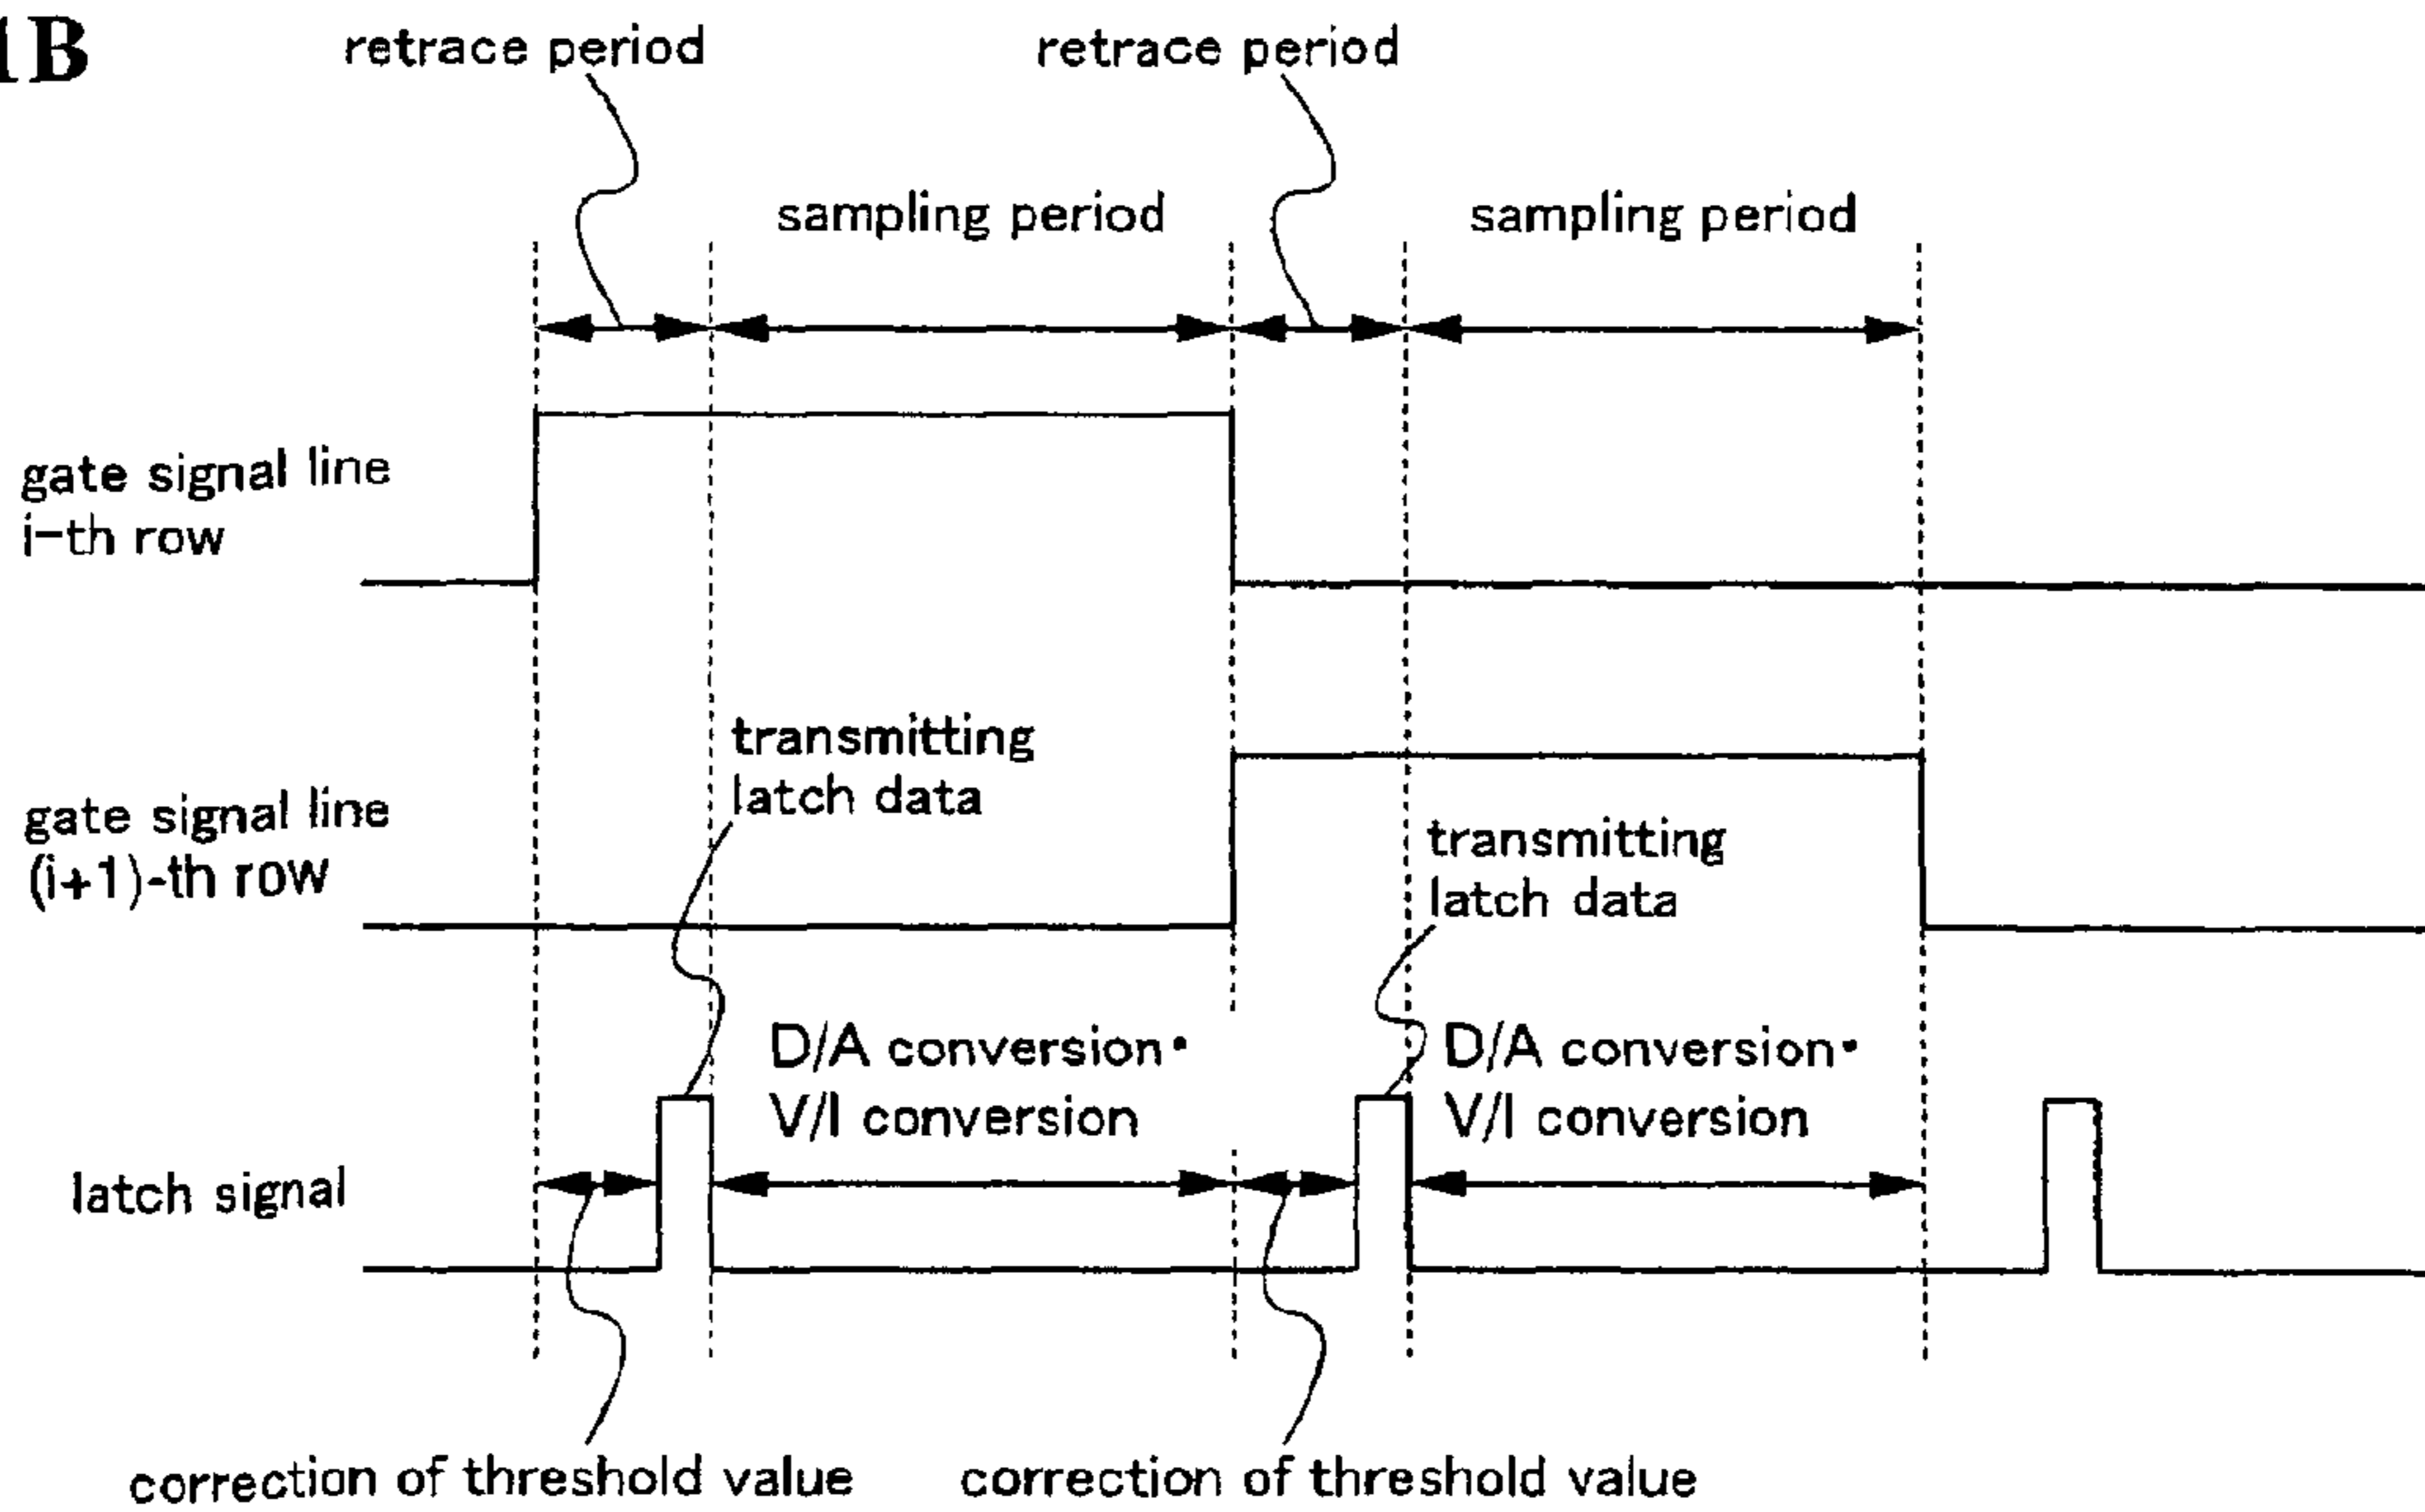 1B
retrace period
retrace period
sampling period
sampling period
gate signal line
i-th row
transmitting
latch data
gate signal line
(i+1)-th row
transmitting
latch data
D/A conversion・
V/I conversion
D/A conversion・
V/I conversion
latch signal
correction of threshold value
correction of threshold value